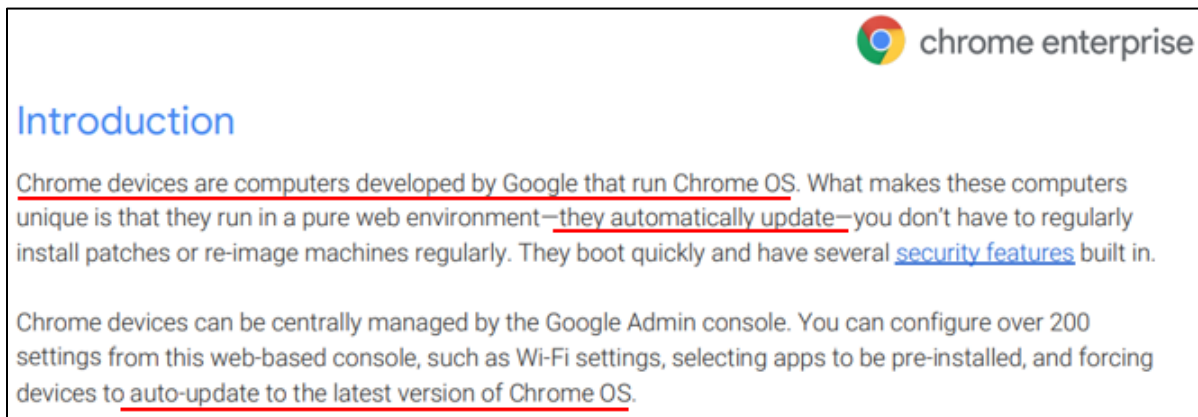 chrome enterprise
Introduction
Chrome devices are computers developed by Google that run Chrome OS. What makes these computers
unique is that they run in a pure web environment—they automatically update—you don't have to regularly
install patches or re-image machines regularly. They boot quickly and have several security features built in.
Chrome devices can be centrally managed by the Google Admin console. You can configure over 200
settings from this web-based console, such as Wi-Fi settings, selecting apps to be pre-installed, and forcing
devices to auto-update to the latest version of Chrome OS.